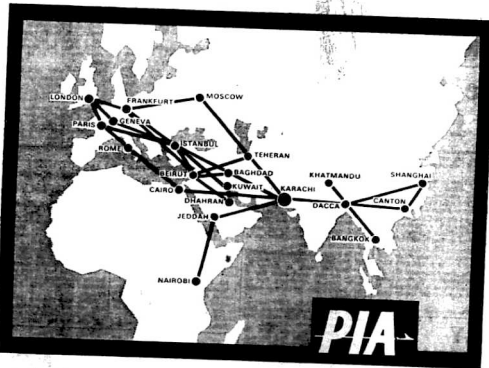 LONDON
FRANKFURT
MOSCOW
PARIS
GENEVA
ROME
ISTANBUL
TEHERAN
BEIRUT
BAGHDAD
CAIRO
KUWAIT
KARACHI
DHAHRAN
JEDDAH
KHATMANDU
SHANGHAI
DACCA
CANTON
BANGKOK
NAIROBI
PIA